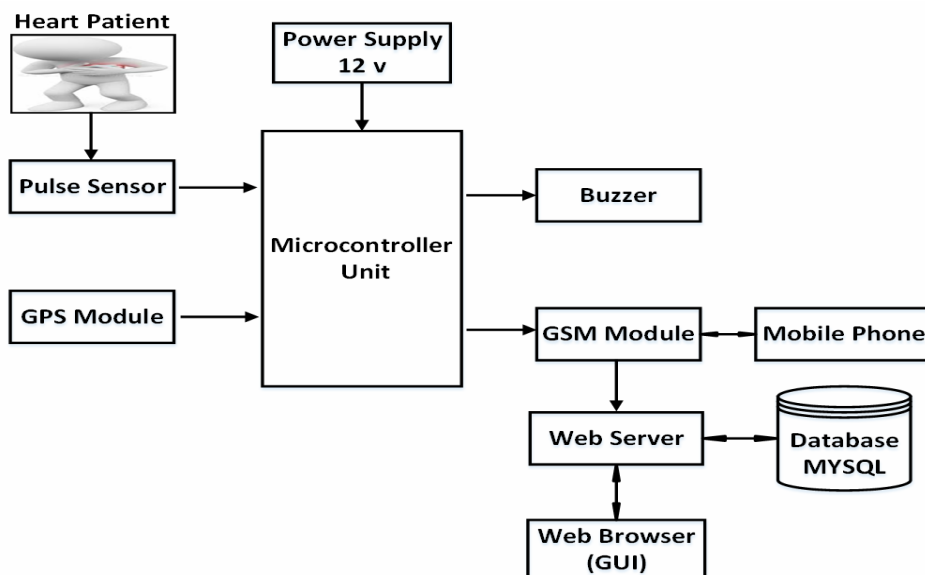 Heart Patient
Power Supply
12 v
Pulse Sensor
Buzzer
Microcontroller
Unit
GPS Module
GSM Module
Mobile Phone
Web Server
Database
MYSQL
Web Browser
(GUI)